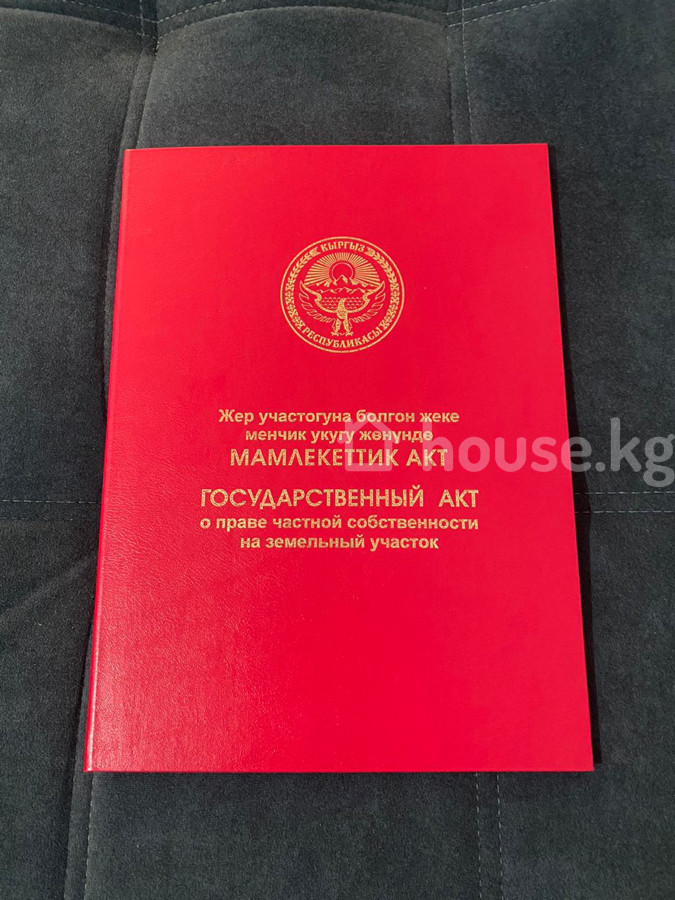 КЫРГЫЗ
РЕСПУБЛИКАСЫ
Жер участогуна болгон жеке
менчик укугу жөнүндө
МАМЛЕКЕТТИК АКТ
house.kg
ГОСУДАРСТВЕННЫЙ АКТ
о праве частной собственности
на земельный участок